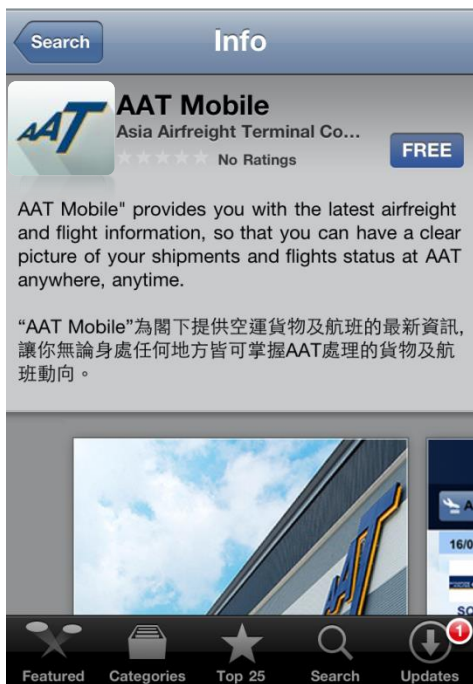 Search
Info
AAT
AAT Mobile
Asia Airfreight Terminal Co...
No Ratings
FREE
AAT Mobile" provides you with the latest airfreight
and flight information, so that you can have a clear
picture of your shipments and flights status at AAT
anywhere, anytime.
“AAT Mobile”為閣下提供空運貨物及航班的最新資訊,
讓你無論身處任何地方皆可掌握AAT處理的貨物及航
班動向。
AAT
A
16/0
SC
1
Featured
Categories
Top 25
Search
Updates